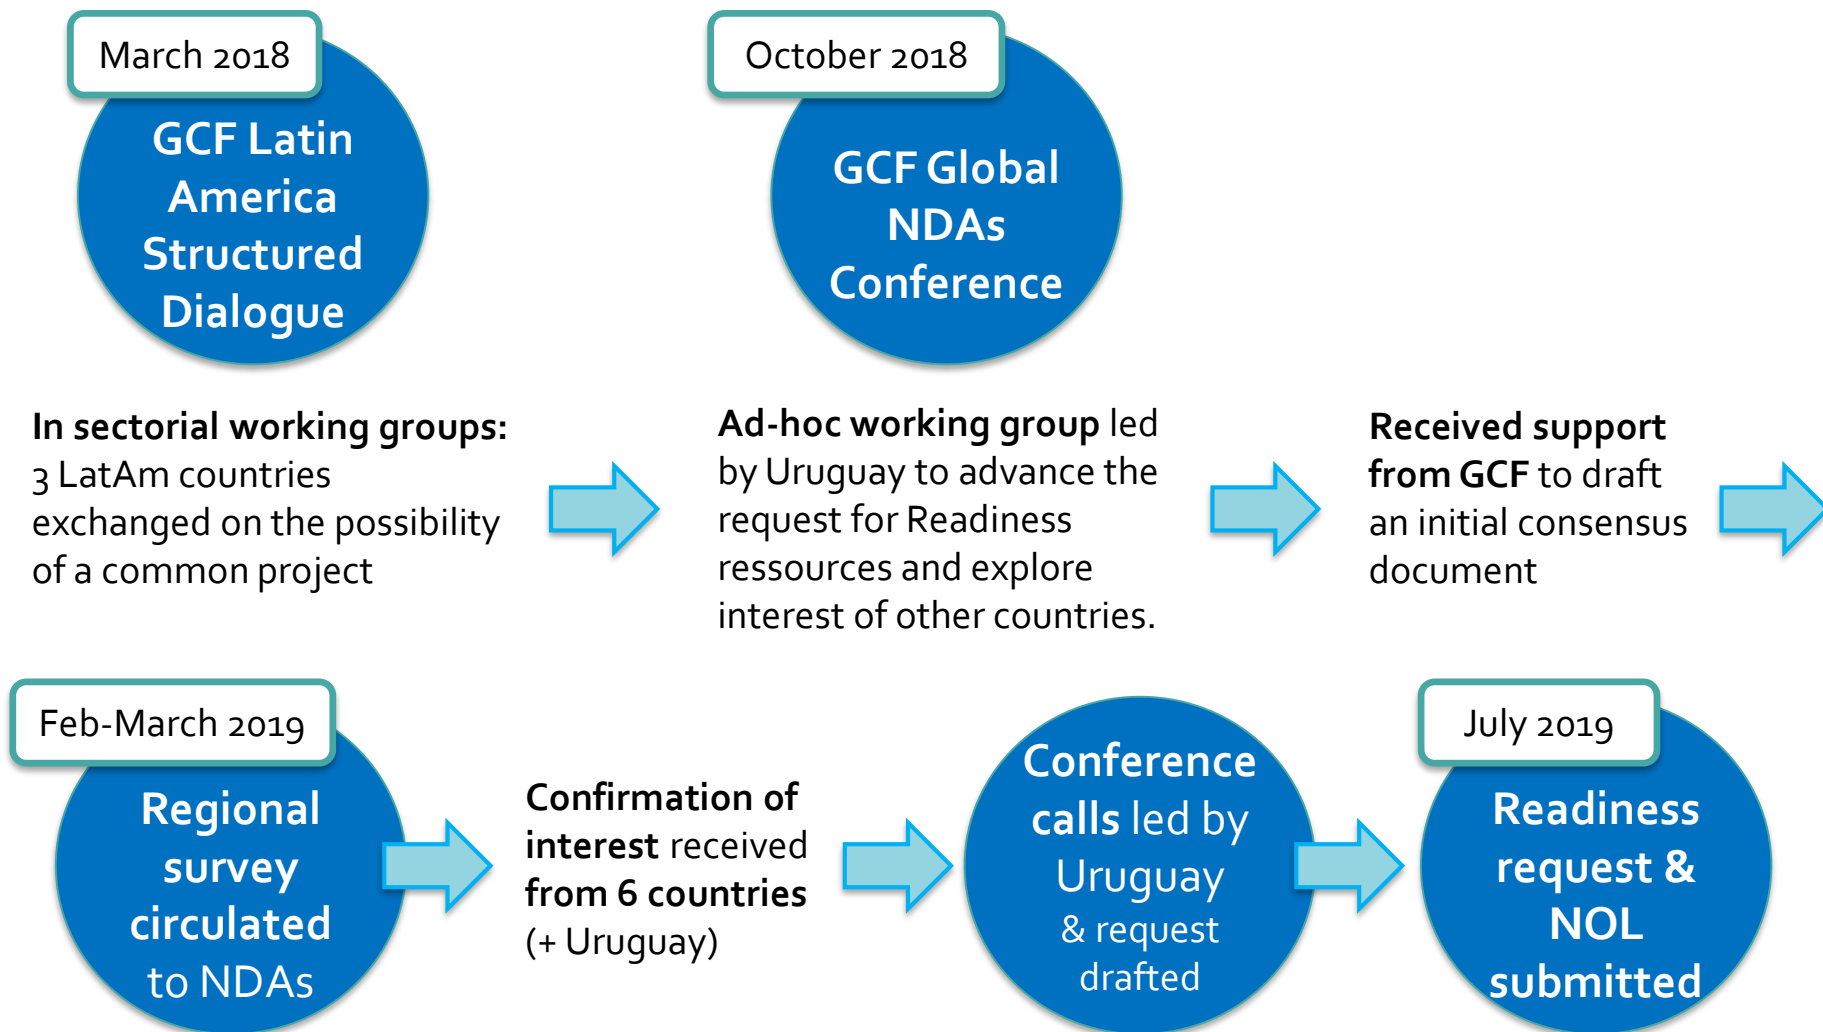 March 2018
GCF Latin
America
Structured
Dialogue
October 2018
GCF Global
NDAs
Conference
In sectorial working groups:
3 LatAm countries
exchanged on the possibility
of a common project
Ad-hoc working group led
by Uruguay to advance the
request for Readiness
ressources and explore
interest of other countries.
Received support
from GCF to draft
an initial consensus
document
Feb-March 2019
Regional
survey
circulated
to NDAs
Confirmation of
interest received
from 6 countries
(+ Uruguay)
Conference
calls led by
Uruguay
& request
drafted
July 2019
Readiness
request &
NOL
submitted